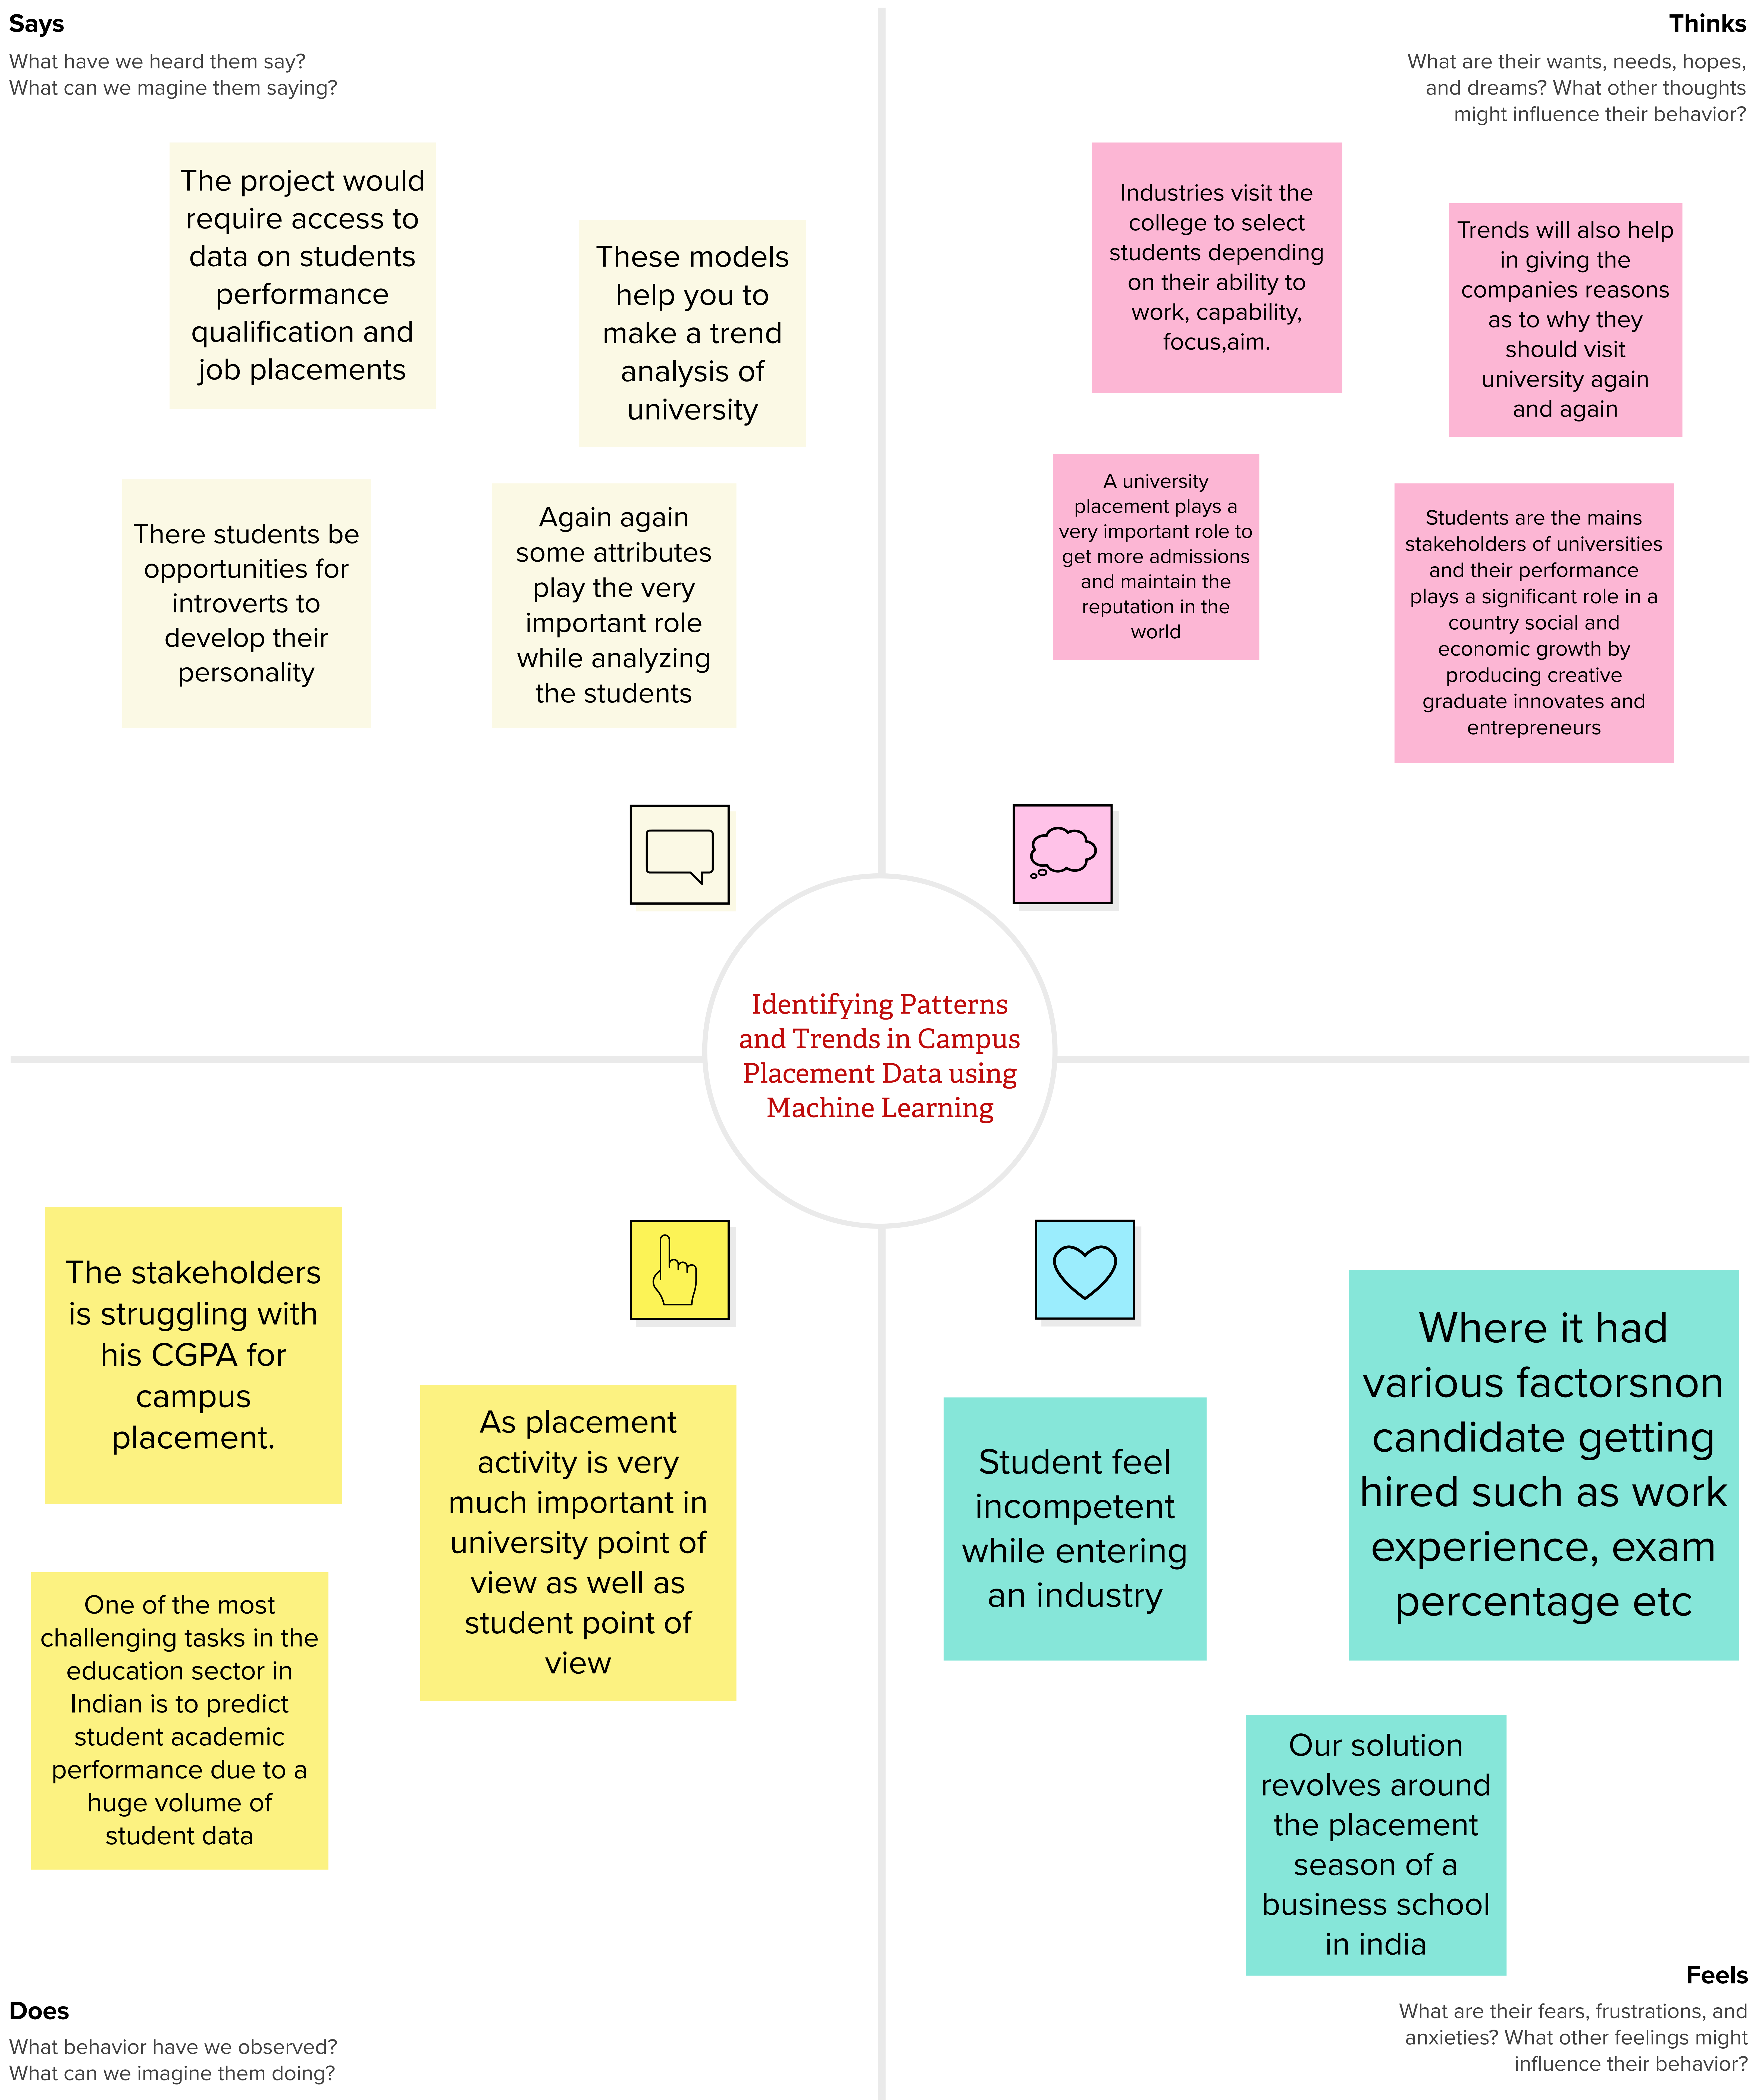 Says
What have we heard them say?
What can we magine them saying?
The project would
require access to
data on students
performance
qualification and
job placements
These models
help you to
make a trend
analysis of
university
There students be
opportunities for
introverts to
develop their
personality
Again again
some attributes
play the very
important role
while analyzing
the students
Thinks
What are their wants, needs, hopes,
and dreams? What other thoughts
might influence their behavior?
Industries visit the
college to select
students depending
on their ability to
work, capability,
focus,aim.
Trends will also help
in giving the
companies reasons
as to why they
should visit
university again
and again
A university
placement plays a
very important role to
get more admissions
and maintain the
reputation in the
world
Students are the mains
stakeholders of universities
and their performance
plays a significant role in a
country social and
economic growth by
producing creative
graduate innovates and
entrepreneurs
Identifying Patterns
and Trends in Campus
Placement Data using
Machine Learning
The stakeholders
is struggling with
his CGPA for
campus
placement.
As placement
activity is very
much important in
university point of
view as well as
student point of
view
One of the most
challenging tasks in the
education sector in
Indian is to predict
student academic
performance due to a
huge volume of
student data
Does
What behavior have we observed?
What can we imagine them doing?
Where it had
various factorsnon
candidate getting
hired such as work
experience, exam
percentage etc
Student feel
incompetent
while entering
an industry
Our solution
revolves around
the placement
season of a
business school
in india
Feels
What are their fears, frustrations, and
anxieties? What other feelings might
influence their behavior?